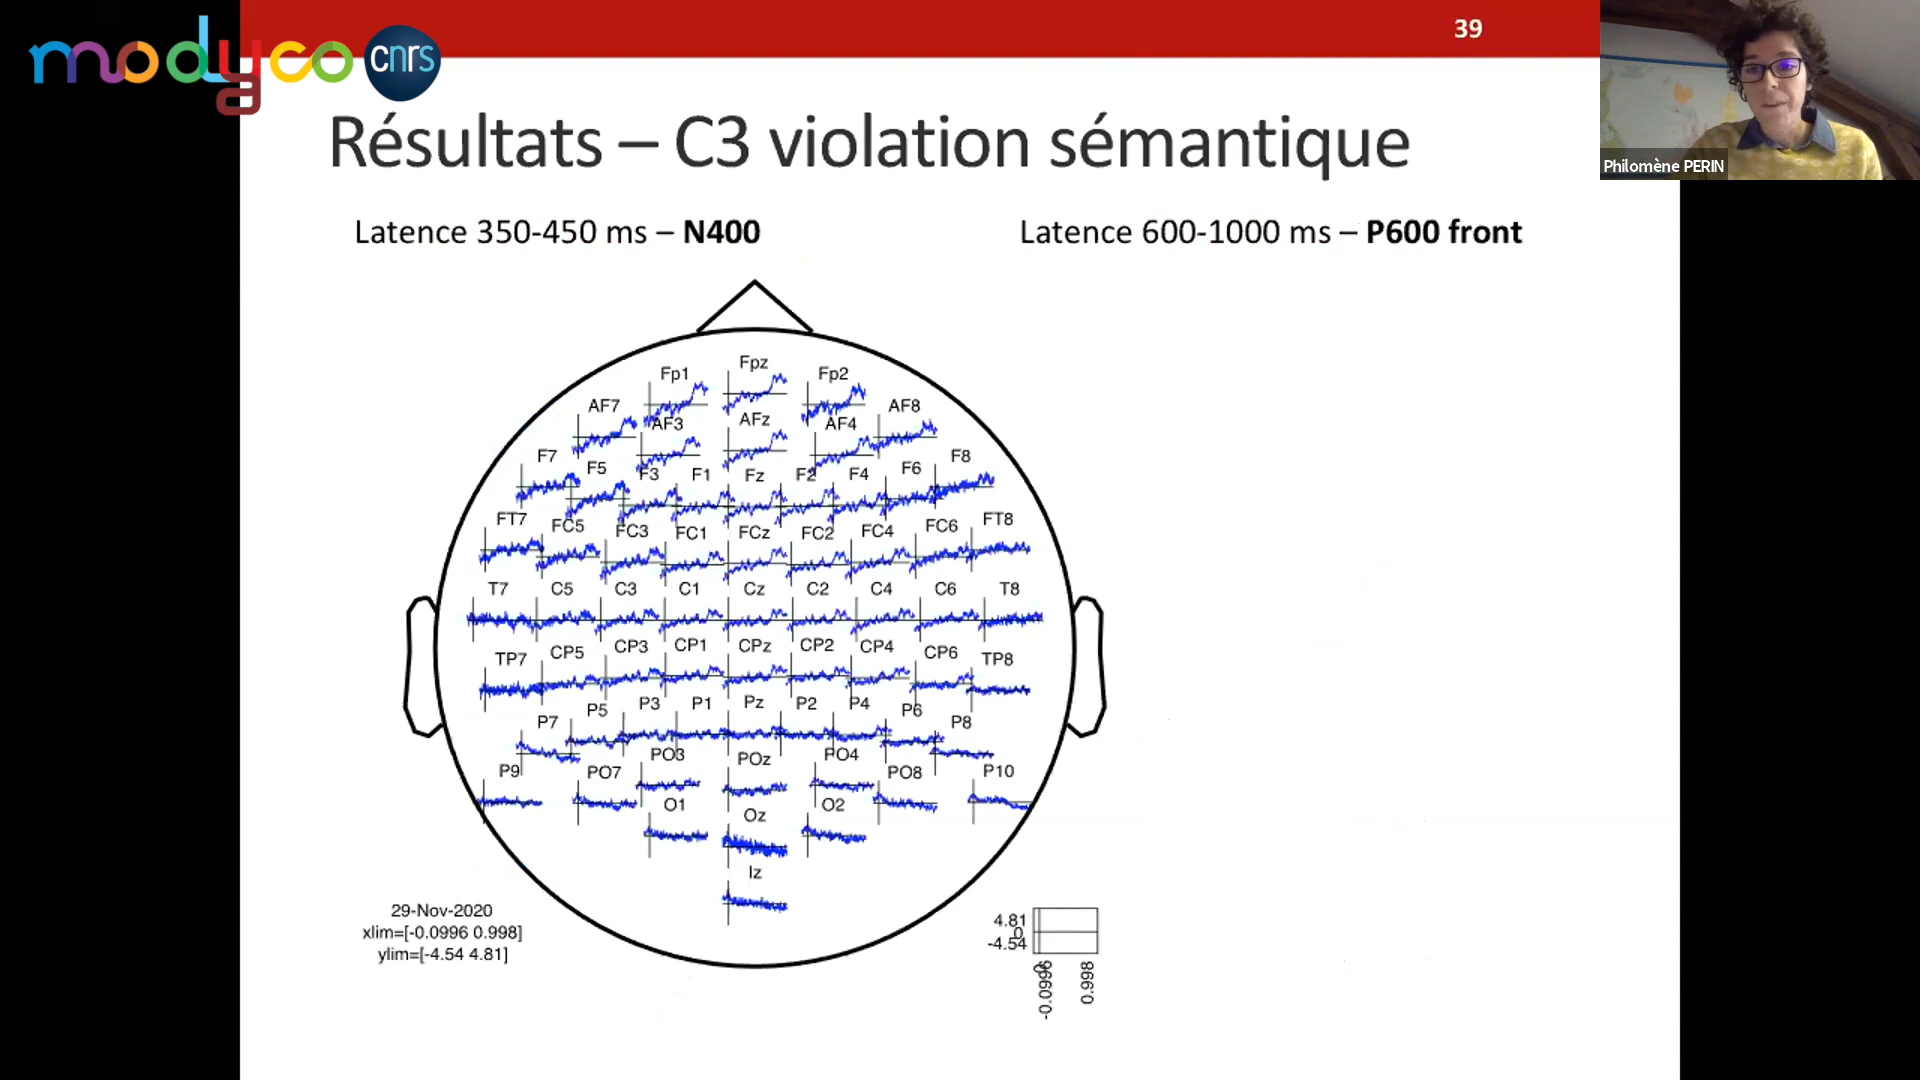 modyco
cnrs
39
Philomène PERIN
Résultats – C3 violation sémantique
Latence 350-450 ms – N400
Latence 600-1000 ms – P600 front
Fp1 Fpz Fp2
AF7 AF3 AFz AF4 AF8
F7 F5 F3 F1 Fz F2 F4 F6 F8
FT7 FC5 FC3 FC1 FCz FC2 FC4 FC6 FT8
T7 C5 C3 C1 Cz C2 C4 C6 T8
TP7 CP5 CP3 CP1 CPz CP2 CP4 CP6 TP8
P7 P5 P3 P1 Pz P2 P4 P6 P8
P9 PO7 PO3 POz PO4 PO8 P10
O1 Oz O2
Iz
29-Nov-2020
xlim=[-0.0996 0.998]
ylim=[-4.54 4.81]
4.81
0
-4.54
-0.0996
0
0.998